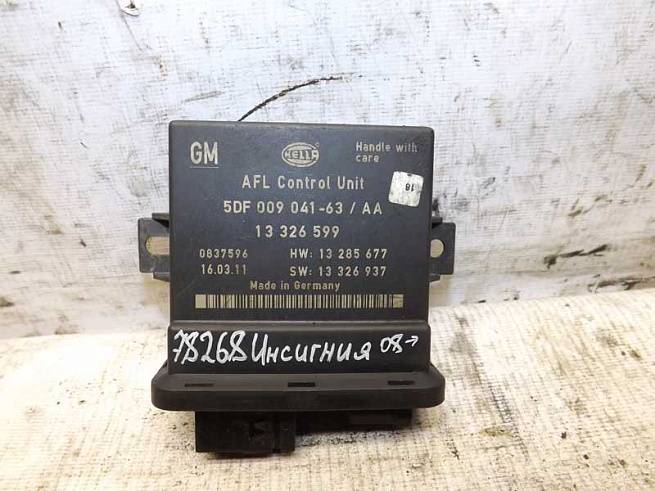 GM
HELLA
Handle with
care
AFL Control Unit
18
5DF 009 041-63 / AA
13 326 599
0837596 HW: 13 285 677
16.03.11 SW: 13 326 937
Made in Germany
78268 Инсигния 08→